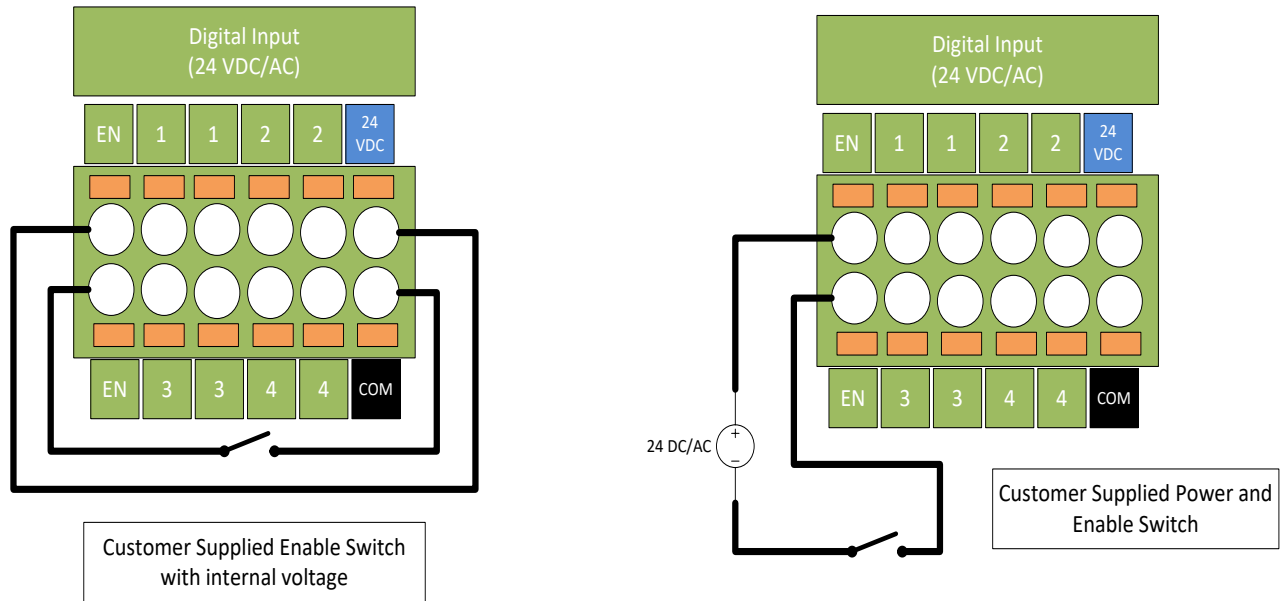 Digital Input
(24 VDC/AC)
EN 1 1 2 2 24
VDC
EN 3 3 4 4 COM
Customer Supplied Enable Switch
with internal voltage
Digital Input
(24 VDC/AC)
EN 1 1 2 2 24
VDC
EN 3 3 4 4 COM
24 DC/AC
+
−
Customer Supplied Power and
Enable Switch